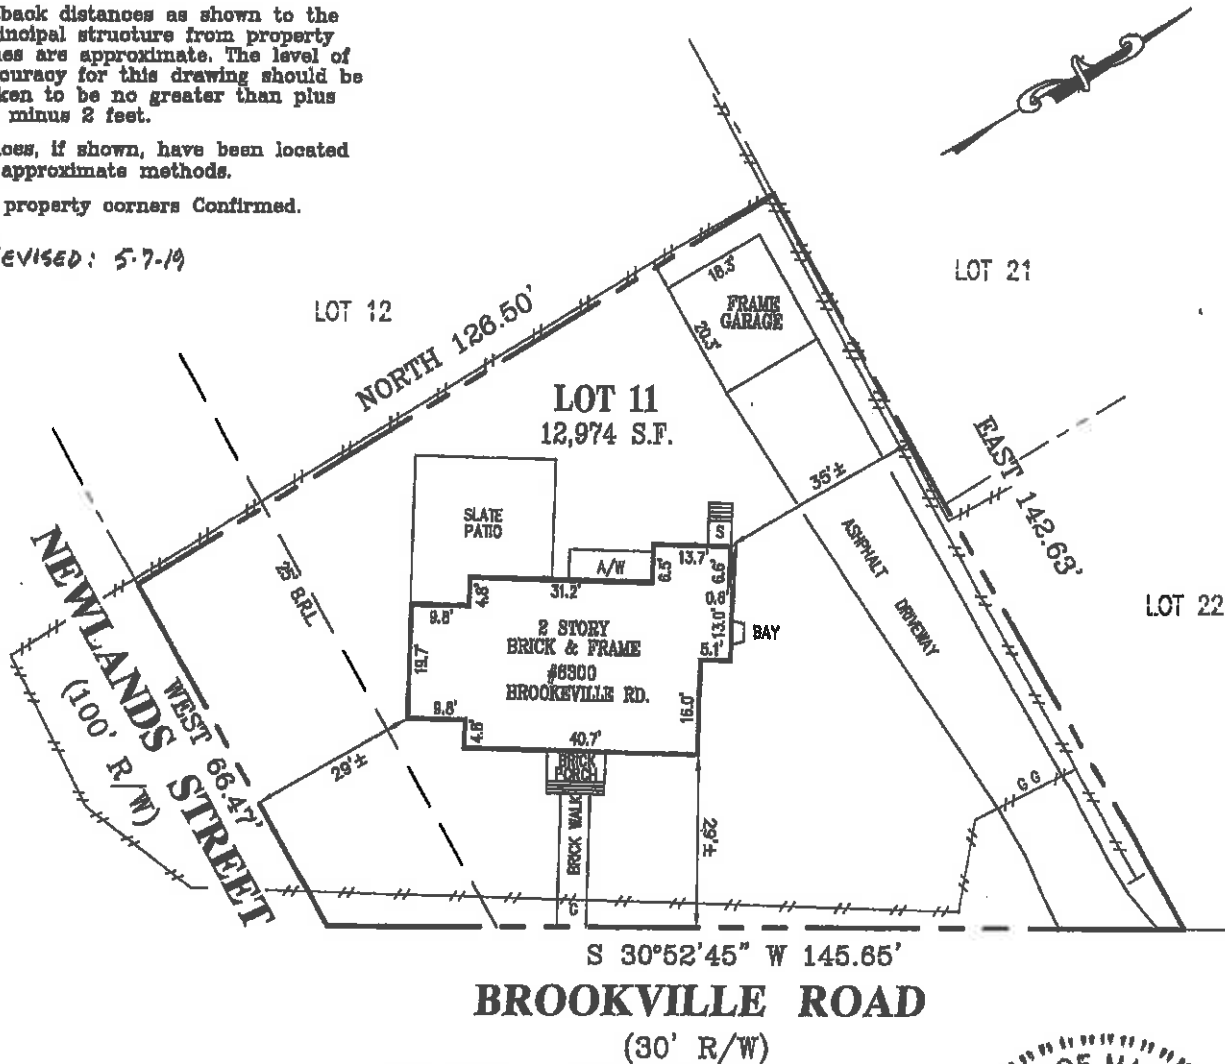 back distances as shown to the
incipal structure from property
es are approximate. The level of
curacy for this drawing should be
ken to be no greater than plus
minus 2 feet.
ces, if shown, have been located
approximate methods.
property corners Confirmed.
EVISED: 5-7-19
LOT 12
LOT 21
LOT 22
NORTH 126.50'
EAST 142.63'
LOT 11
12,974 S.F.
18.3'
FRAME
GARAGE
20.3'
35'±
ASHPHALT DRIVEWAY
SLATE
PATIO
A/W
S
13.7'
6.5'
6.6'
0.8'
13.0'
5.1'
BAY
31.2'
4.8'
9.8'
19.7'
9.8'
4.8'
2 STORY
BRICK & FRAME
#6300
BROOKEVILLE RD.
16.0'
40.7'
BRICK
PORCH
BRICK WALK
G
29'±
29'±
25' B.R.L.
G G
WEST 66.47'
NEWLANDS STREET
(100' R/W)
S 30°52'45" W 145.65'
BROOKVILLE ROAD
(30' R/W)